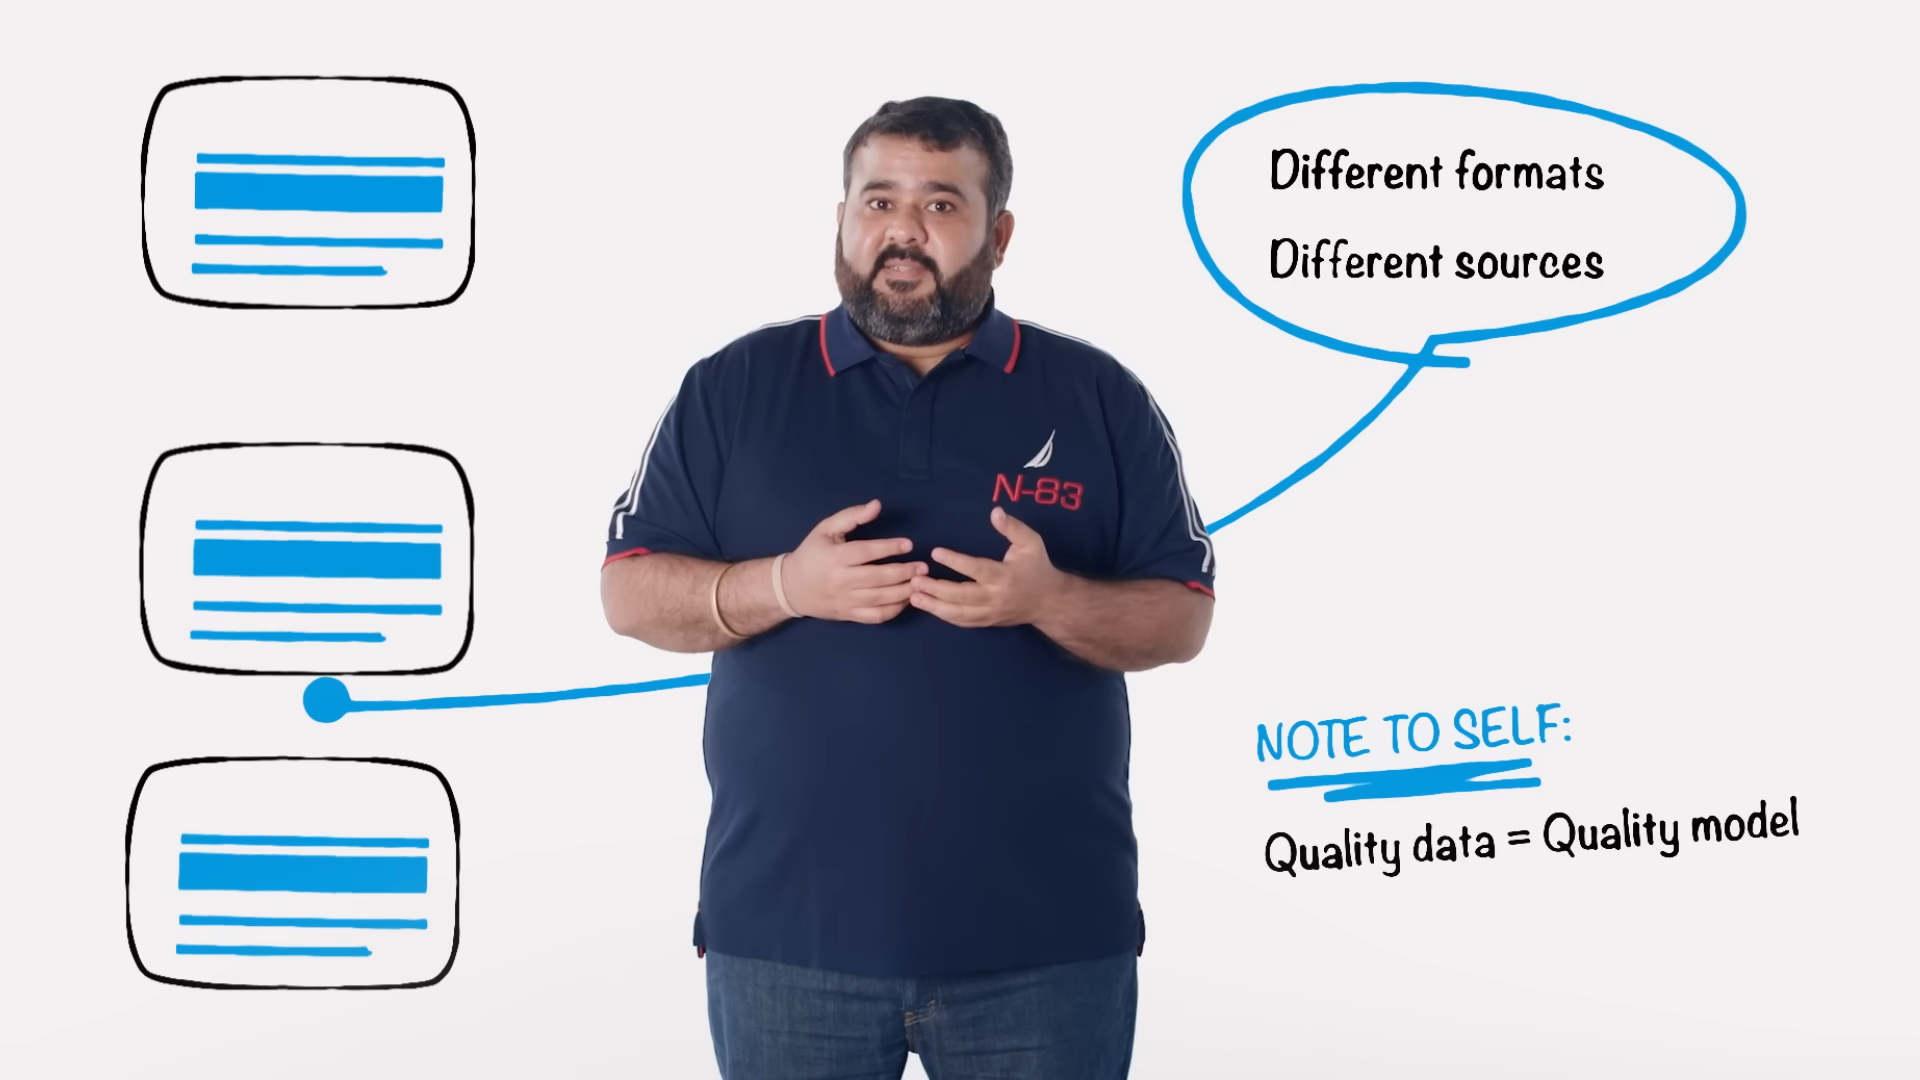 Different formats
Different sources
N-83
NOTE TO SELF:
Quality data = Quality model